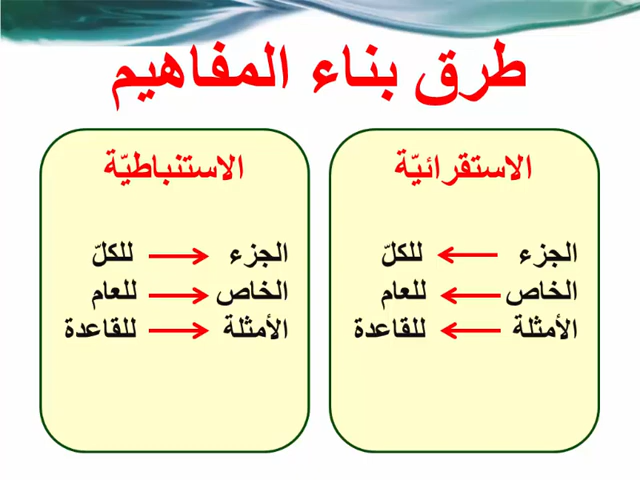 طرق بناء المفاهيم
الاستقرائيّة
الجزء ← للكلّ
الخاص ← للعام
الأمثلة ← للقاعدة
الاستنباطيّة
الجزء → للكلّ
الخاص → للعام
الأمثلة → للقاعدة